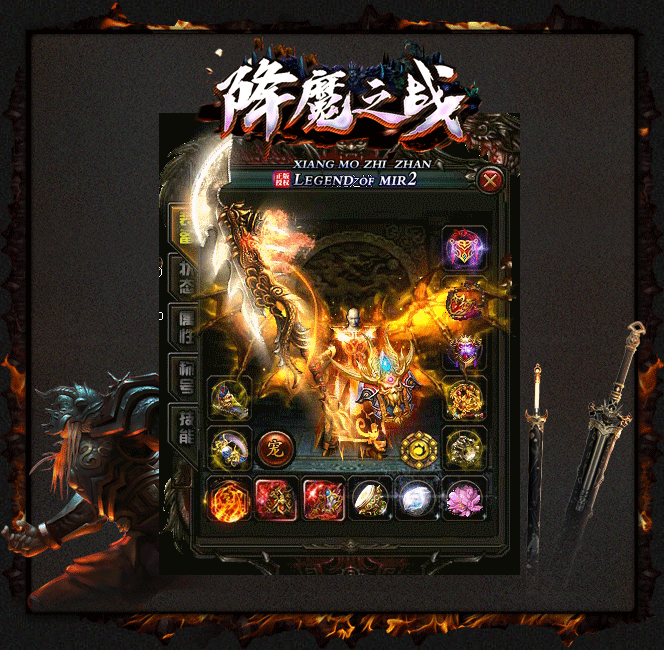 降魔之战
XIANG MO ZHI ZHAN
正版
授权
LEGEND OF MIR2
装备
状态
属性
称号
技能
宠